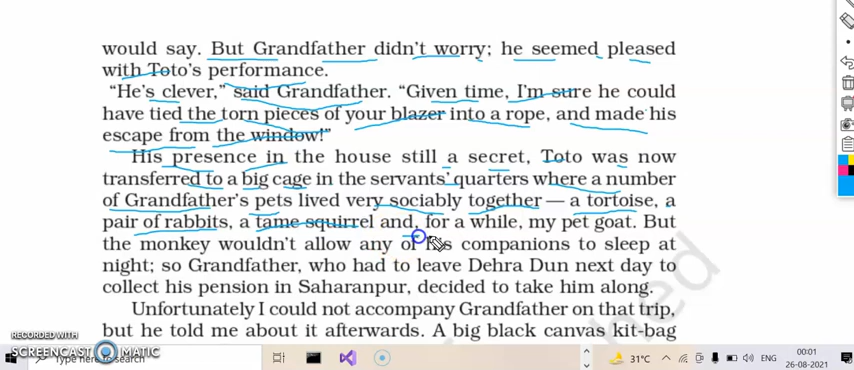 would say. But Grandfather didn't worry; he seemed pleased
with Toto's performance.
"He's clever," said Grandfather. "Given time, I'm sure he could
have tied the torn pieces of your blazer into a rope, and made his
escape from the window!"
His presence in the house still a secret, Toto was now
transferred to a big cage in the servants' quarters where a number
of Grandfather's pets lived very sociably together — a tortoise, a
pair of rabbits, a tame squirrel and, for a while, my pet goat. But
the monkey wouldn't allow any of his companions to sleep at
night; so Grandfather, who had to leave Dehra Dun next day to
collect his pension in Saharanpur, decided to take him along.
Unfortunately I could not accompany Grandfather on that trip,
but he told me about it afterwards. A big black canvas kit-bag
RECORDED WITH
SCREENCAST MATIC
Type here to search
31°C
ENG
00:01
26-08-2021